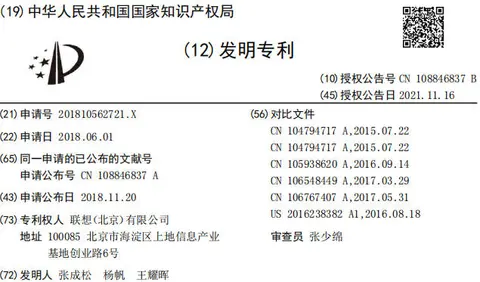 (19)中华人民共和国国家知识产权局
(12)发明专利
(10)授权公告号 CN 108846837 B
(45)授权公告日 2021.11.16
(21)申请号 201810562721.X
(22)申请日 2018.06.01
(65)同一申请的已公布的文献号
申请公布号 CN 108846837 A
(43)申请公布日 2018.11.20
(73)专利权人 联想(北京)有限公司
地址 100085 北京市海淀区上地信息产业
基地创业路6号
(72)发明人 张成松 杨帆 王耀晖
(56)对比文件
CN 104794717 A,2015.07.22
CN 104794717 A,2015.07.22
CN 105938620 A,2016.09.14
CN 106548449 A,2017.03.29
CN 106767407 A,2017.05.31
US 2016238382 A1,2016.08.18
审查员 张少绵